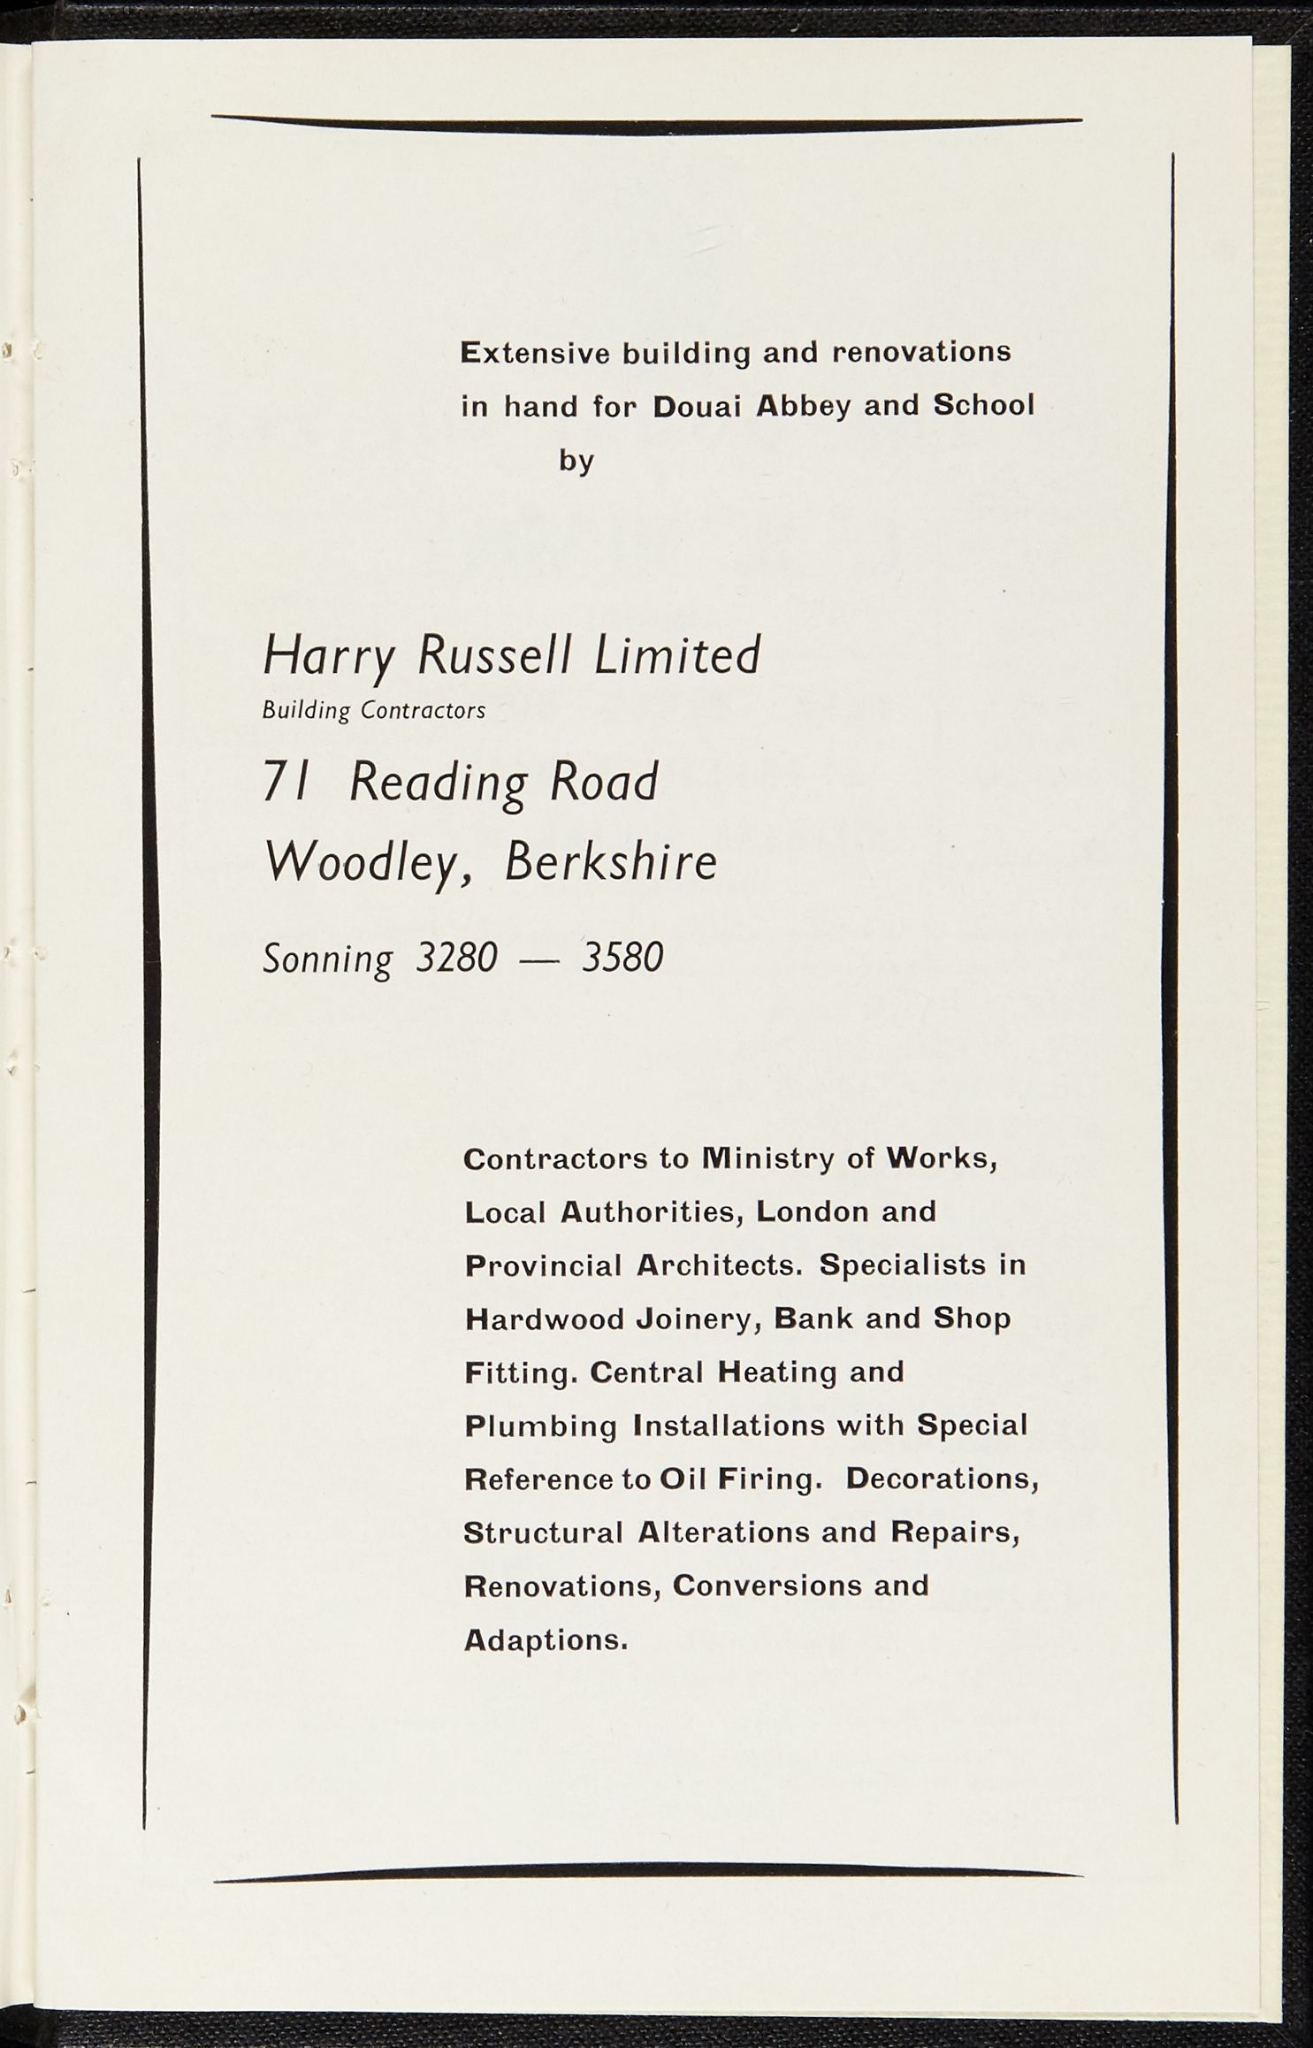 Extensive building and renovations
in hand for Douai Abbey and School
by
Harry Russell Limited
Building Contractors
71 Reading Road
Woodley, Berkshire
Sonning 3280 — 3580
Contractors to Ministry of Works,
Local Authorities, London and
Provincial Architects. Specialists in
Hardwood Joinery, Bank and Shop
Fitting. Central Heating and
Plumbing Installations with Special
Reference to Oil Firing. Decorations,
Structural Alterations and Repairs,
Renovations, Conversions and
Adaptions.